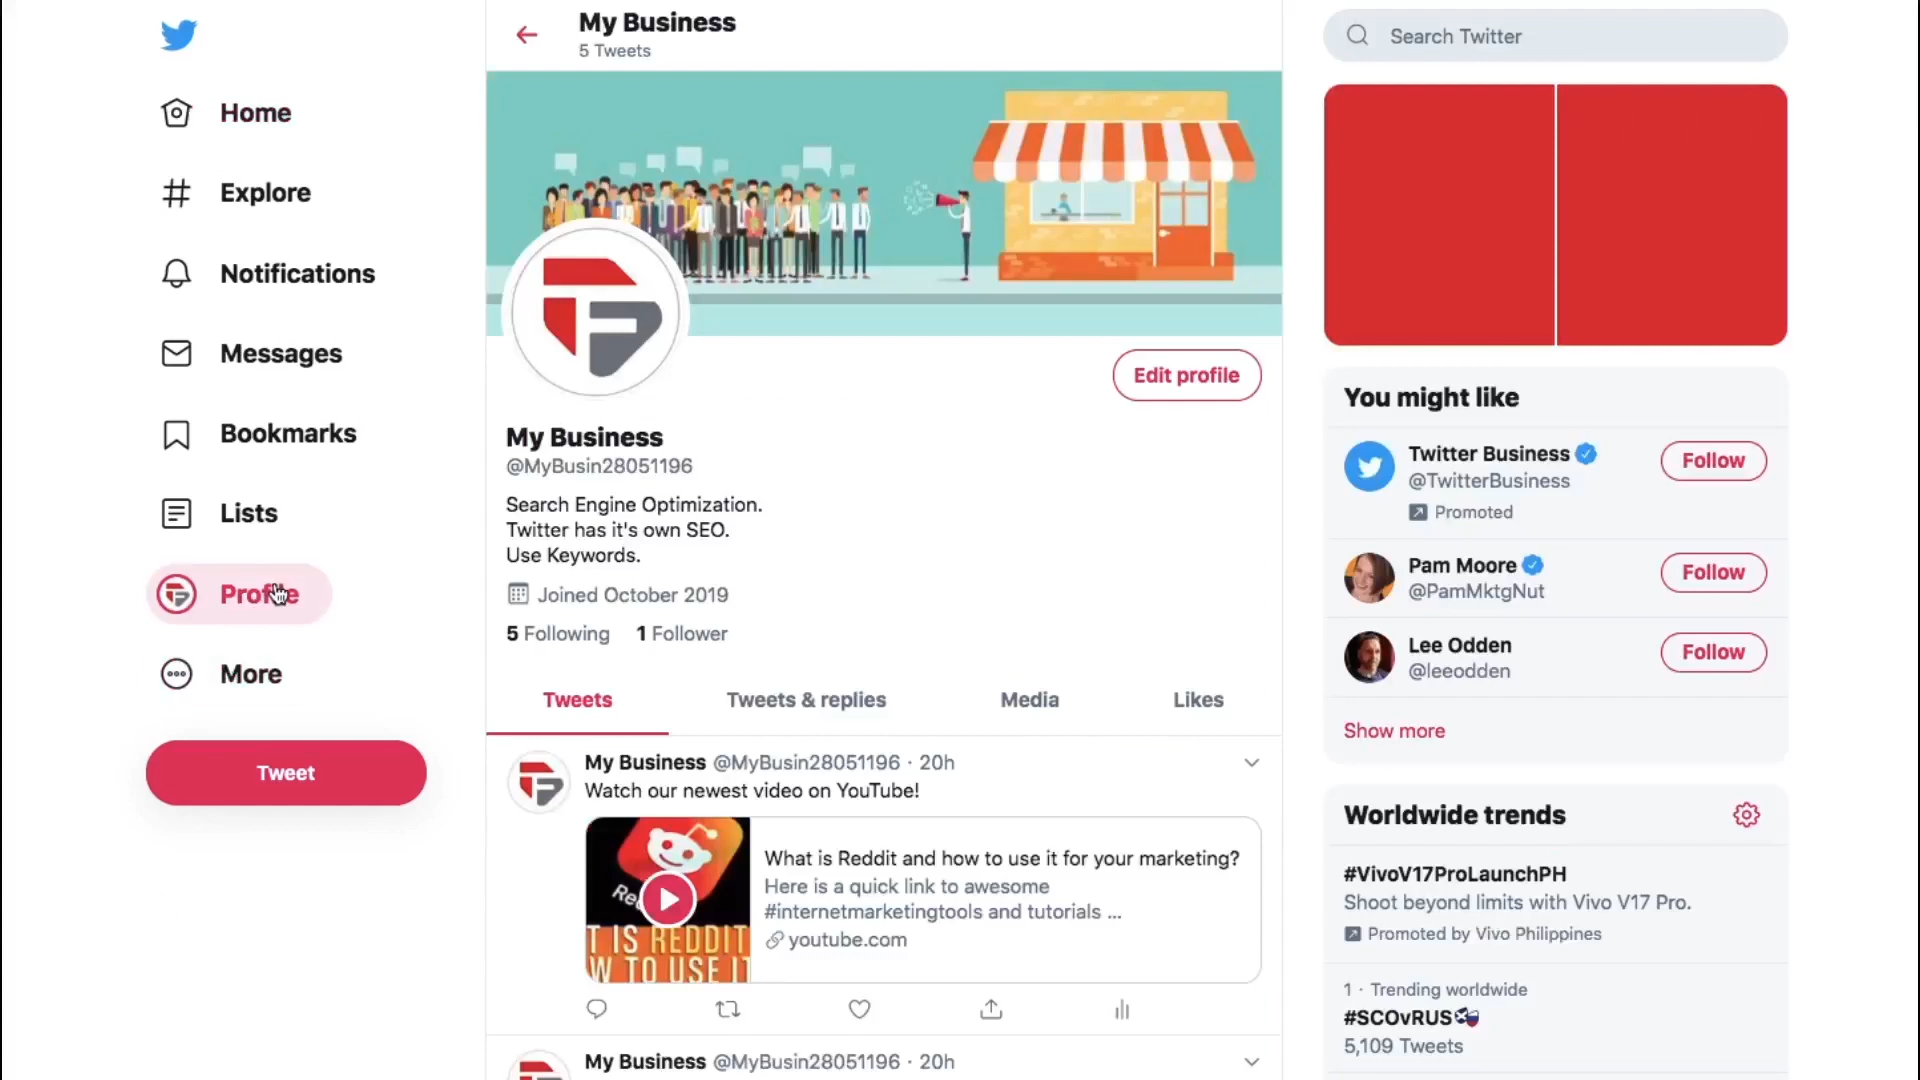 Home
Explore
Notifications
Messages
Bookmarks
Lists
Profile
More
Tweet
My Business
5 Tweets
Edit profile
My Business
@MyBusin28051196
Search Engine Optimization.
Twitter has it's own SEO.
Use Keywords.
Joined October 2019
5 Following 1 Follower
Tweets Tweets & replies Media Likes
My Business @MyBusin28051196 · 20h
Watch our newest video on YouTube!
T IS REDDIT
W TO USE IT
What is Reddit and how to use it for your marketing?
Here is a quick link to awesome
#internetmarketingtools and tutorials ...
youtube.com
My Business @MyBusin28051196 · 20h
Search Twitter
You might like
Twitter Business
@TwitterBusiness
Promoted
Follow
Pam Moore
@PamMktgNut
Follow
Lee Odden
@leeodden
Follow
Show more
Worldwide trends
#VivoV17ProLaunchPH
Shoot beyond limits with Vivo V17 Pro.
Promoted by Vivo Philippines
1 · Trending worldwide
#SCOvRUS
5,109 Tweets